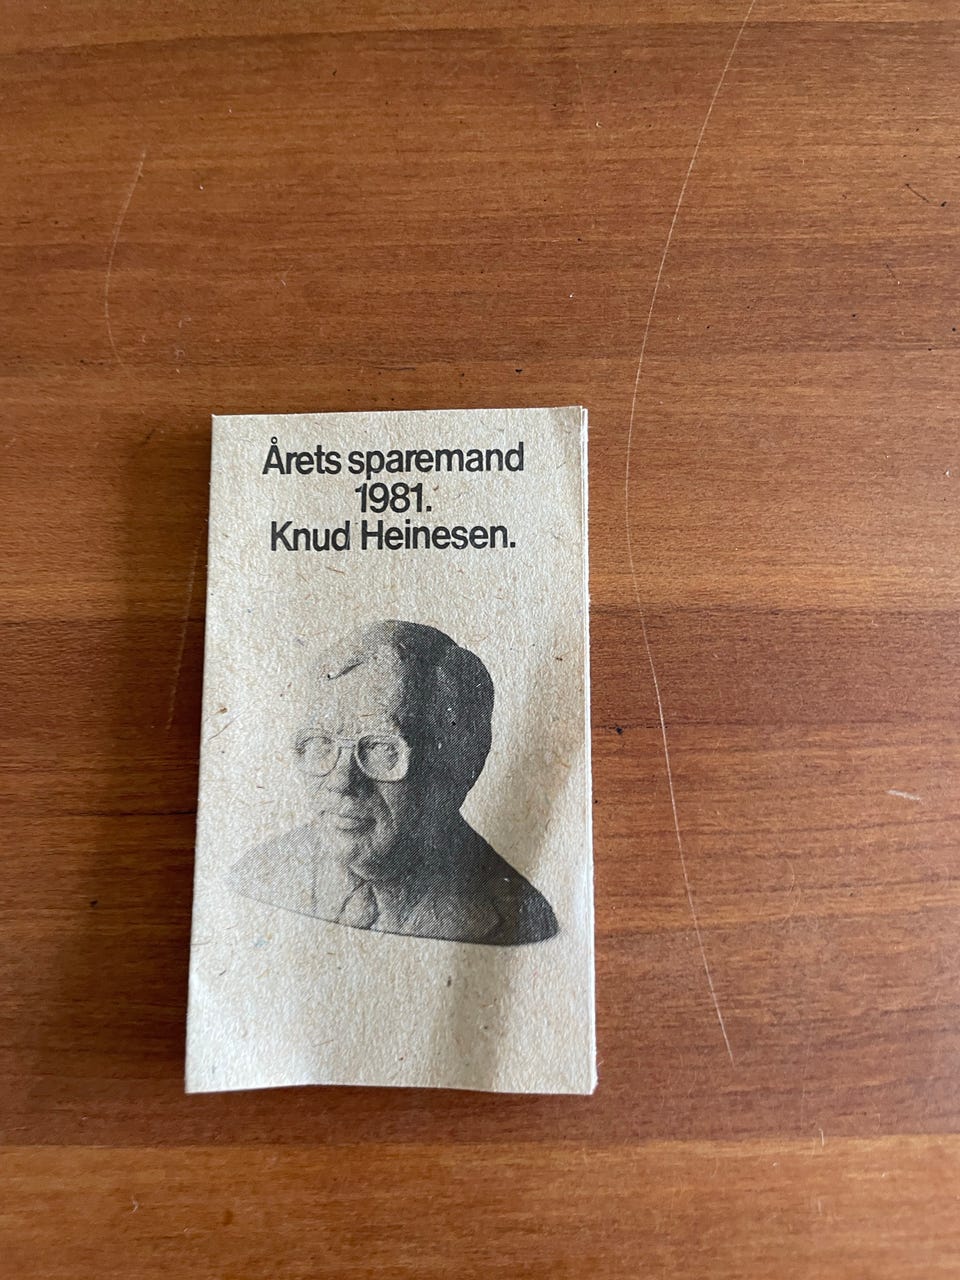 Årets sparemand
1981.
Knud Heinesen.